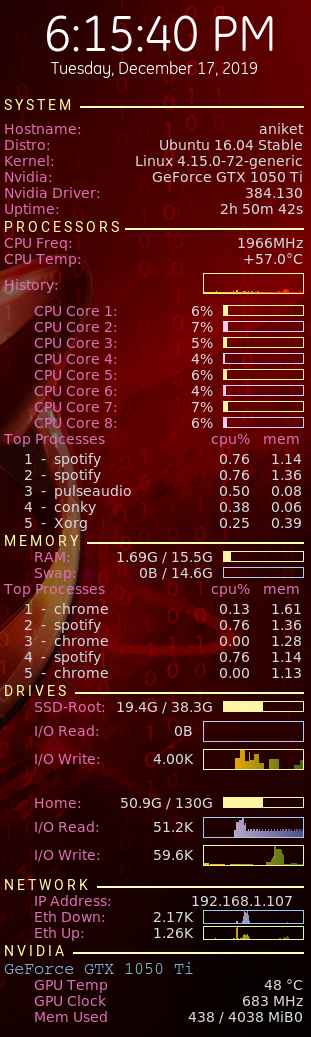 6:15:40 PM
Tuesday, December 17, 2019
SYSTEM
Hostname: aniket
Distro: Ubuntu 16.04 Stable
Kernel: Linux 4.15.0-72-generic
Nvidia: GeForce GTX 1050 Ti
Nvidia Driver: 384.130
Uptime: 2h 50m 42s
PROCESSORS
CPU Freq: 1966MHz
CPU Temp: +57.0°C
History:
CPU Core 1: 6%
CPU Core 2: 7%
CPU Core 3: 5%
CPU Core 4: 4%
CPU Core 5: 6%
CPU Core 6: 4%
CPU Core 7: 7%
CPU Core 8: 6%
Top Processes cpu% mem
1 - spotify 0.76 1.14
2 - spotify 0.76 1.36
3 - pulseaudio 0.50 0.08
4 - conky 0.38 0.06
5 - Xorg 0.25 0.39
MEMORY
RAM: 1.69G / 15.5G
Swap: 0B / 14.6G
Top Processes cpu% mem
1 - chrome 0.13 1.61
2 - spotify 0.76 1.36
3 - chrome 0.00 1.28
4 - spotify 0.76 1.14
5 - chrome 0.00 1.13
DRIVES
SSD-Root: 19.4G / 38.3G
I/O Read: 0B
I/O Write: 4.00K
Home: 50.9G / 130G
I/O Read: 51.2K
I/O Write: 59.6K
NETWORK
IP Address: 192.168.1.107
Eth Down: 2.17K
Eth Up: 1.26K
NVIDIA
GeForce GTX 1050 Ti
GPU Temp 48 °C
GPU Clock 683 MHz
Mem Used 438 / 4038 MiB0